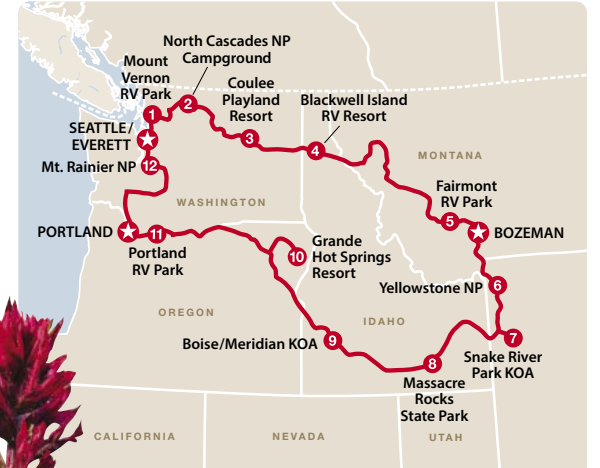 North Cascades NP
Campground
Mount
Vernon
RV Park
Coulee
Playland
Resort
Blackwell Island
RV Resort
1
2
3
4
SEATTLE/
EVERETT
Mt. Rainier NP
12
MONTANA
Fairmont
RV Park
5
BOZEMAN
WASHINGTON
PORTLAND
11
Portland
RV Park
10
Grande
Hot Springs
Resort
Yellowstone NP
6
OREGON
IDAHO
Boise/Meridian KOA
9
7
Snake River
Park KOA
8
Massacre
Rocks
State Park
CALIFORNIA
NEVADA
UTAH